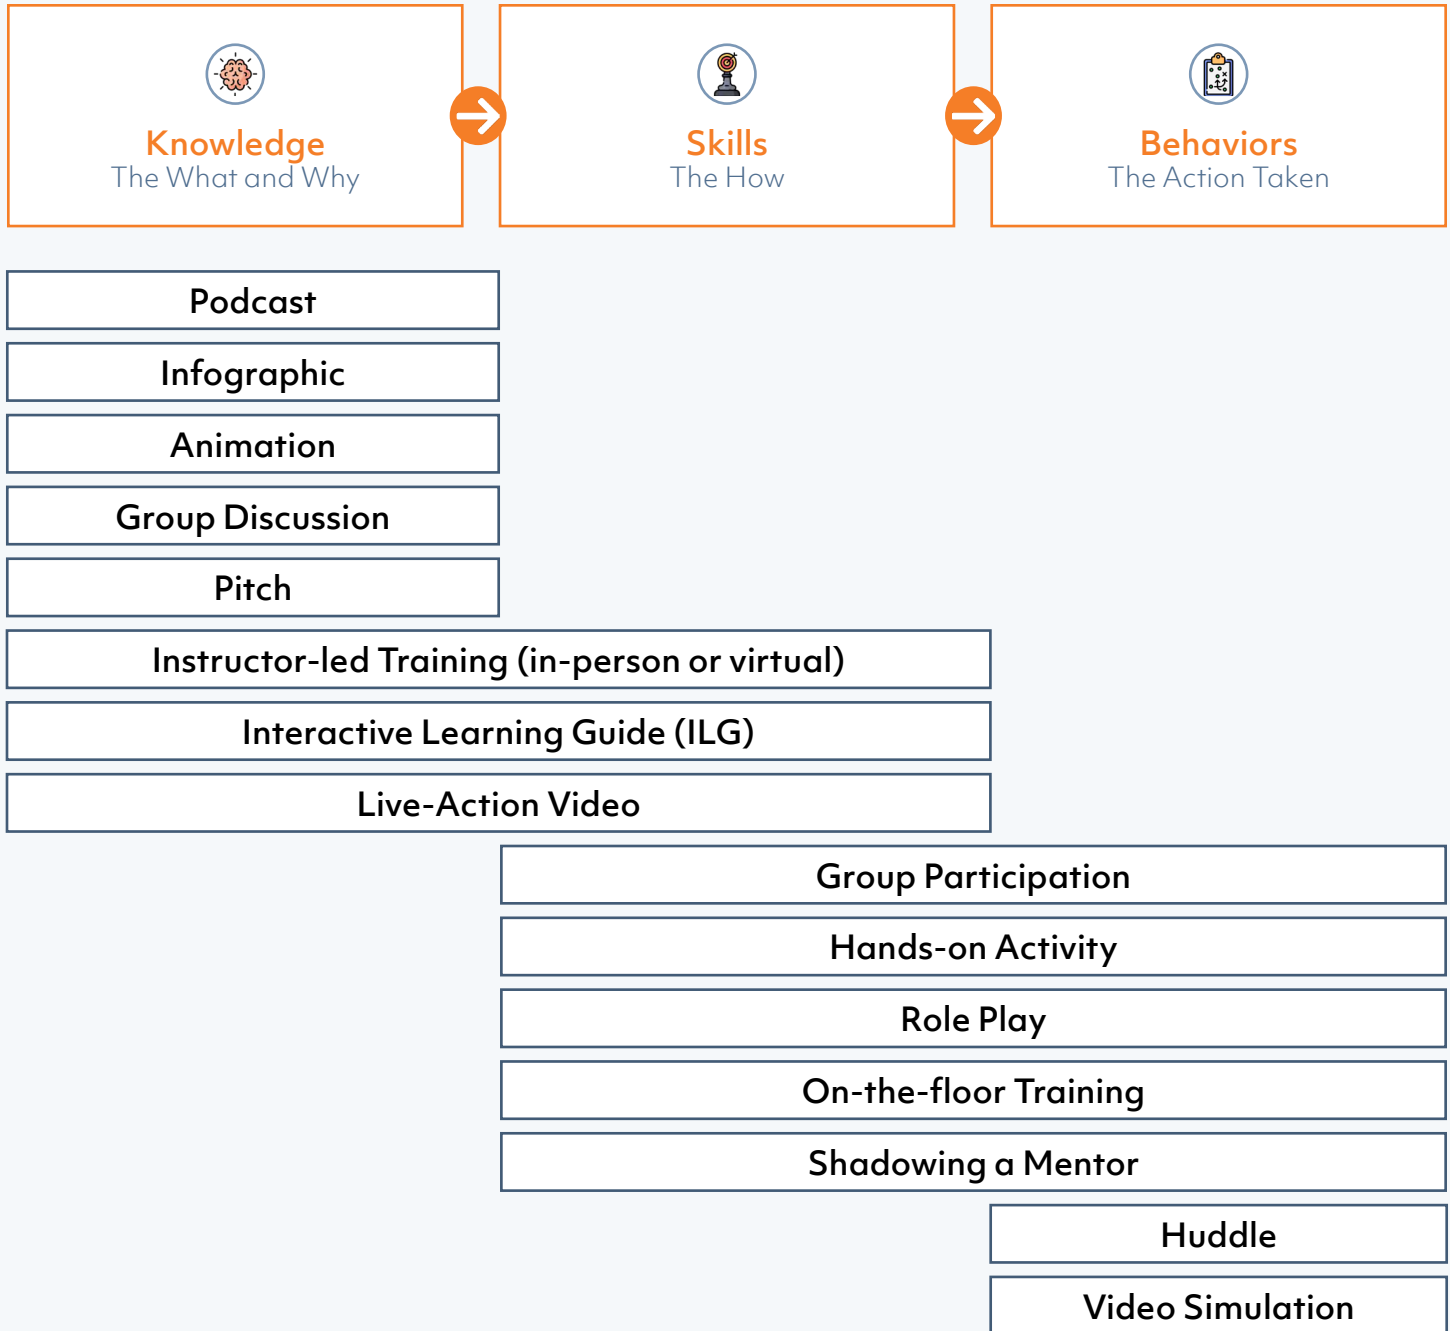 Knowledge
The What and Why
Skills
The How
Behaviors
The Action Taken
Podcast
Infographic
Animation
Group Discussion
Pitch
Instructor-led Training (in-person or virtual)
Interactive Learning Guide (ILG)
Live-Action Video
Group Participation
Hands-on Activity
Role Play
On-the-floor Training
Shadowing a Mentor
Huddle
Video Simulation